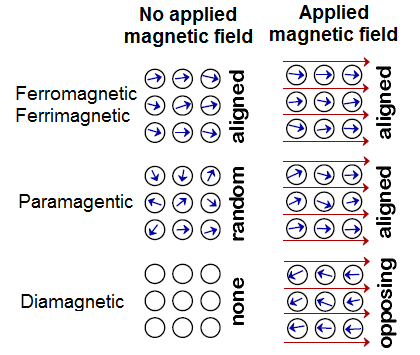 No applied
magnetic field
Applied
magnetic field
Ferromagnetic
Ferrimagnetic
aligned
aligned
Paramagentic
random
aligned
Diamagnetic
none
opposing